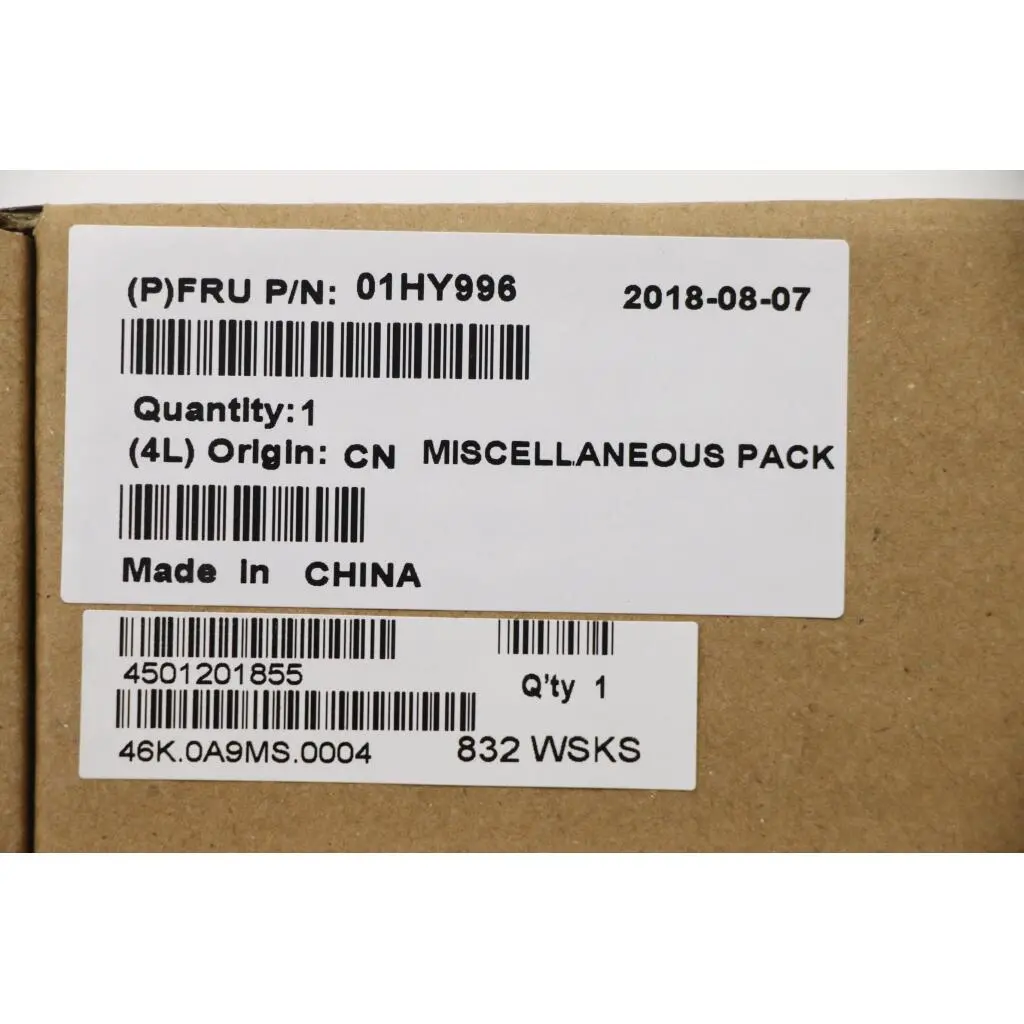 (P)FRU P/N: 01HY996 2018-08-07
Quantity: 1
(4L) Origin: CN MISCELLANEOUS PACK
Made in CHINA
4501201855
Q'ty 1
46K.0A9MS.0004 832 WSKS